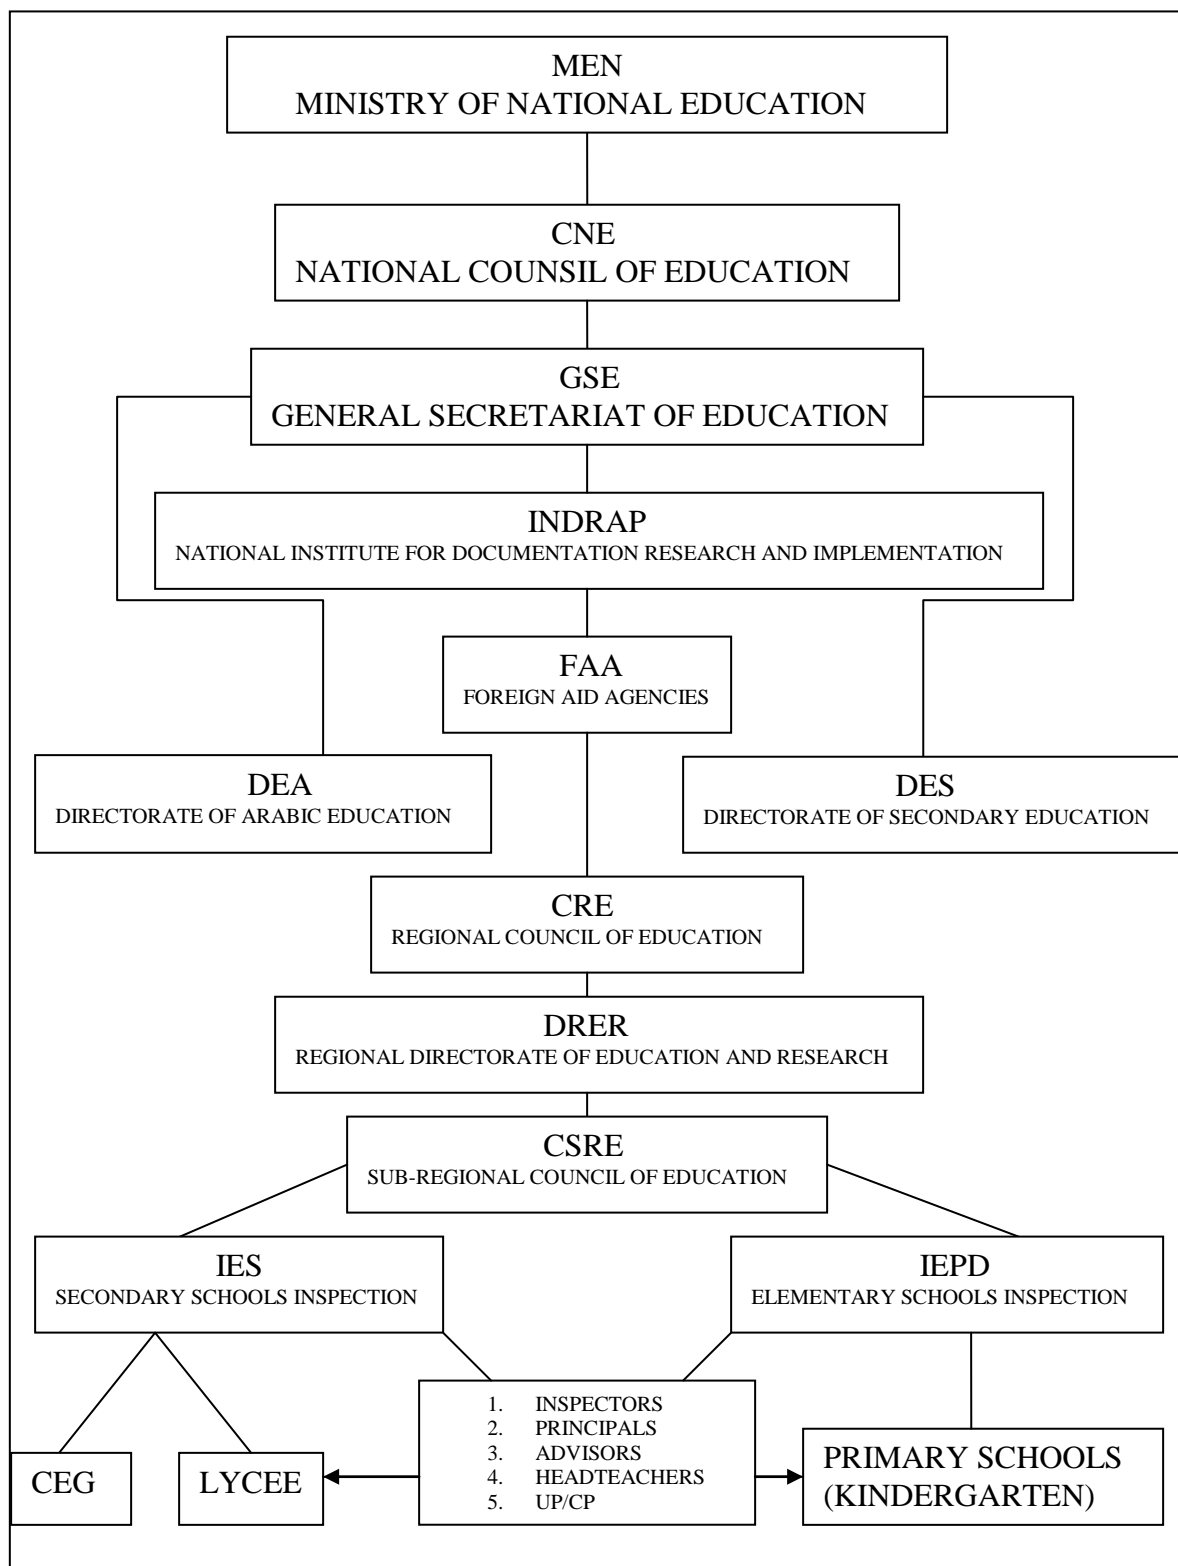 MEN
MINISTRY OF NATIONAL EDUCATION
CNE
NATIONAL COUNSIL OF EDUCATION
GSE
GENERAL SECRETARIAT OF EDUCATION
INDRAP
NATIONAL INSTITUTE FOR DOCUMENTATION RESEARCH AND IMPLEMENTATION
FAA
FOREIGN AID AGENCIES
DEA
DIRECTORATE OF ARABIC EDUCATION
DES
DIRECTORATE OF SECONDARY EDUCATION
CRE
REGIONAL COUNCIL OF EDUCATION
DRER
REGIONAL DIRECTORATE OF EDUCATION AND RESEARCH
CSRE
SUB-REGIONAL COUNCIL OF EDUCATION
IES
SECONDARY SCHOOLS INSPECTION
IEPD
ELEMENTARY SCHOOLS INSPECTION
1. INSPECTORS
2. PRINCIPALS
3. ADVISORS
4. HEADTEACHERS
5. UP/CP
CEG
LYCEE
PRIMARY SCHOOLS
(KINDERGARTEN)